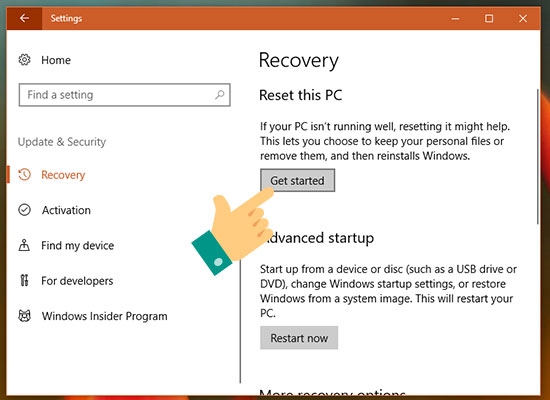 Settings
Home
Find a setting
Update & Security
Recovery
Activation
Find my device
For developers
Windows Insider Program
Recovery
Reset this PC
If your PC isn't running well, resetting it might help.
This lets you choose to keep your personal files or
remove them, and then reinstalls Windows.
Get started
Advanced startup
Start up from a device or disc (such as a USB drive or
DVD), change Windows startup settings, or restore
Windows from a system image. This will restart your
PC.
Restart now
More recovery options